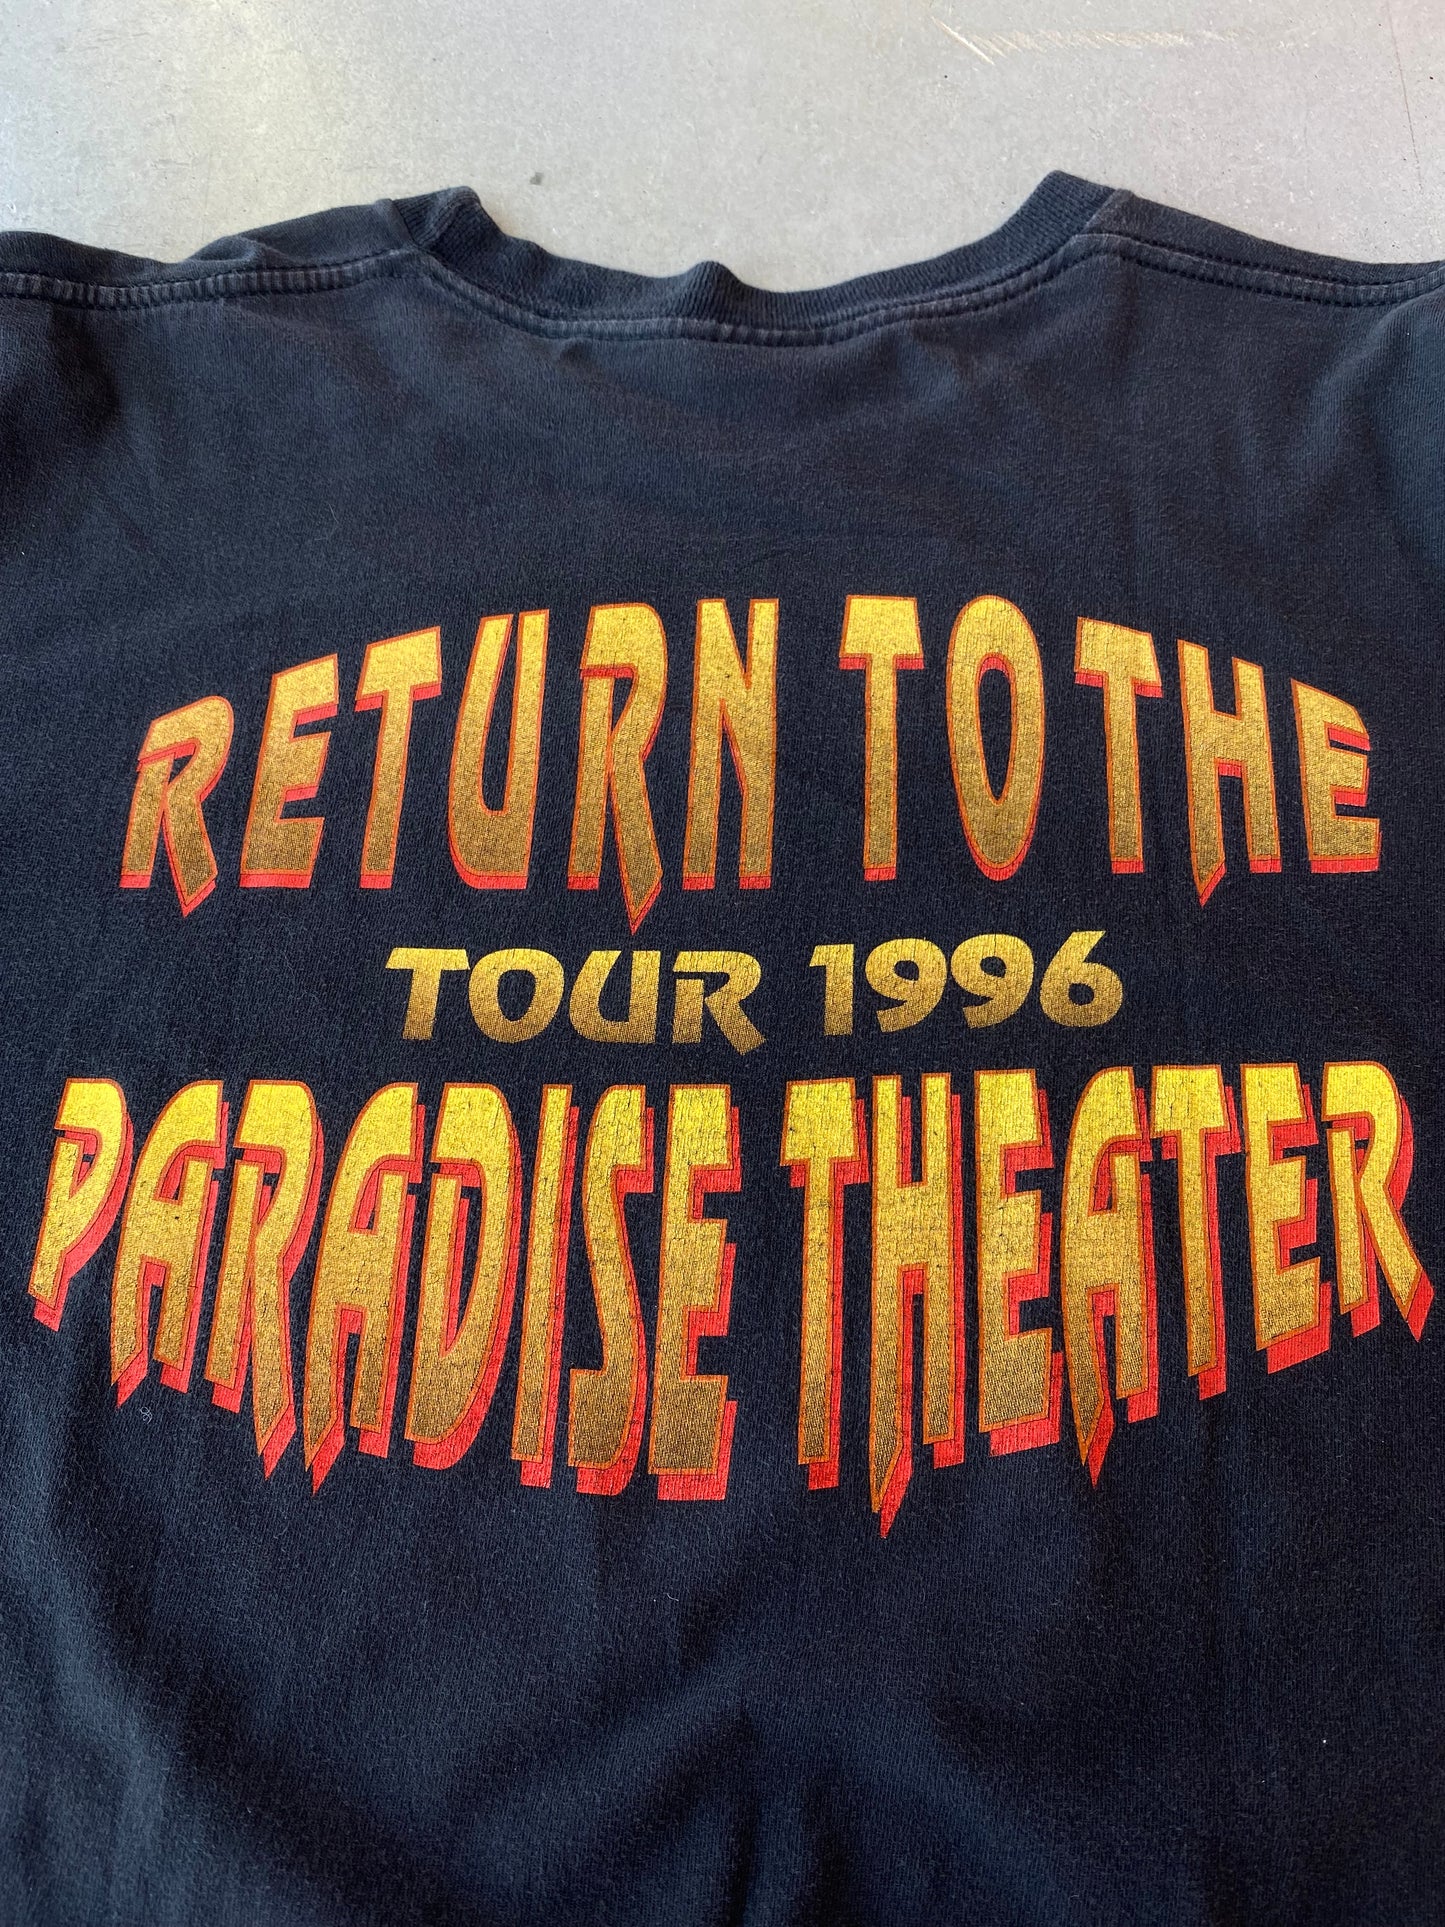 RETURN TO THE
TOUR 1996
PARADISE THEATER